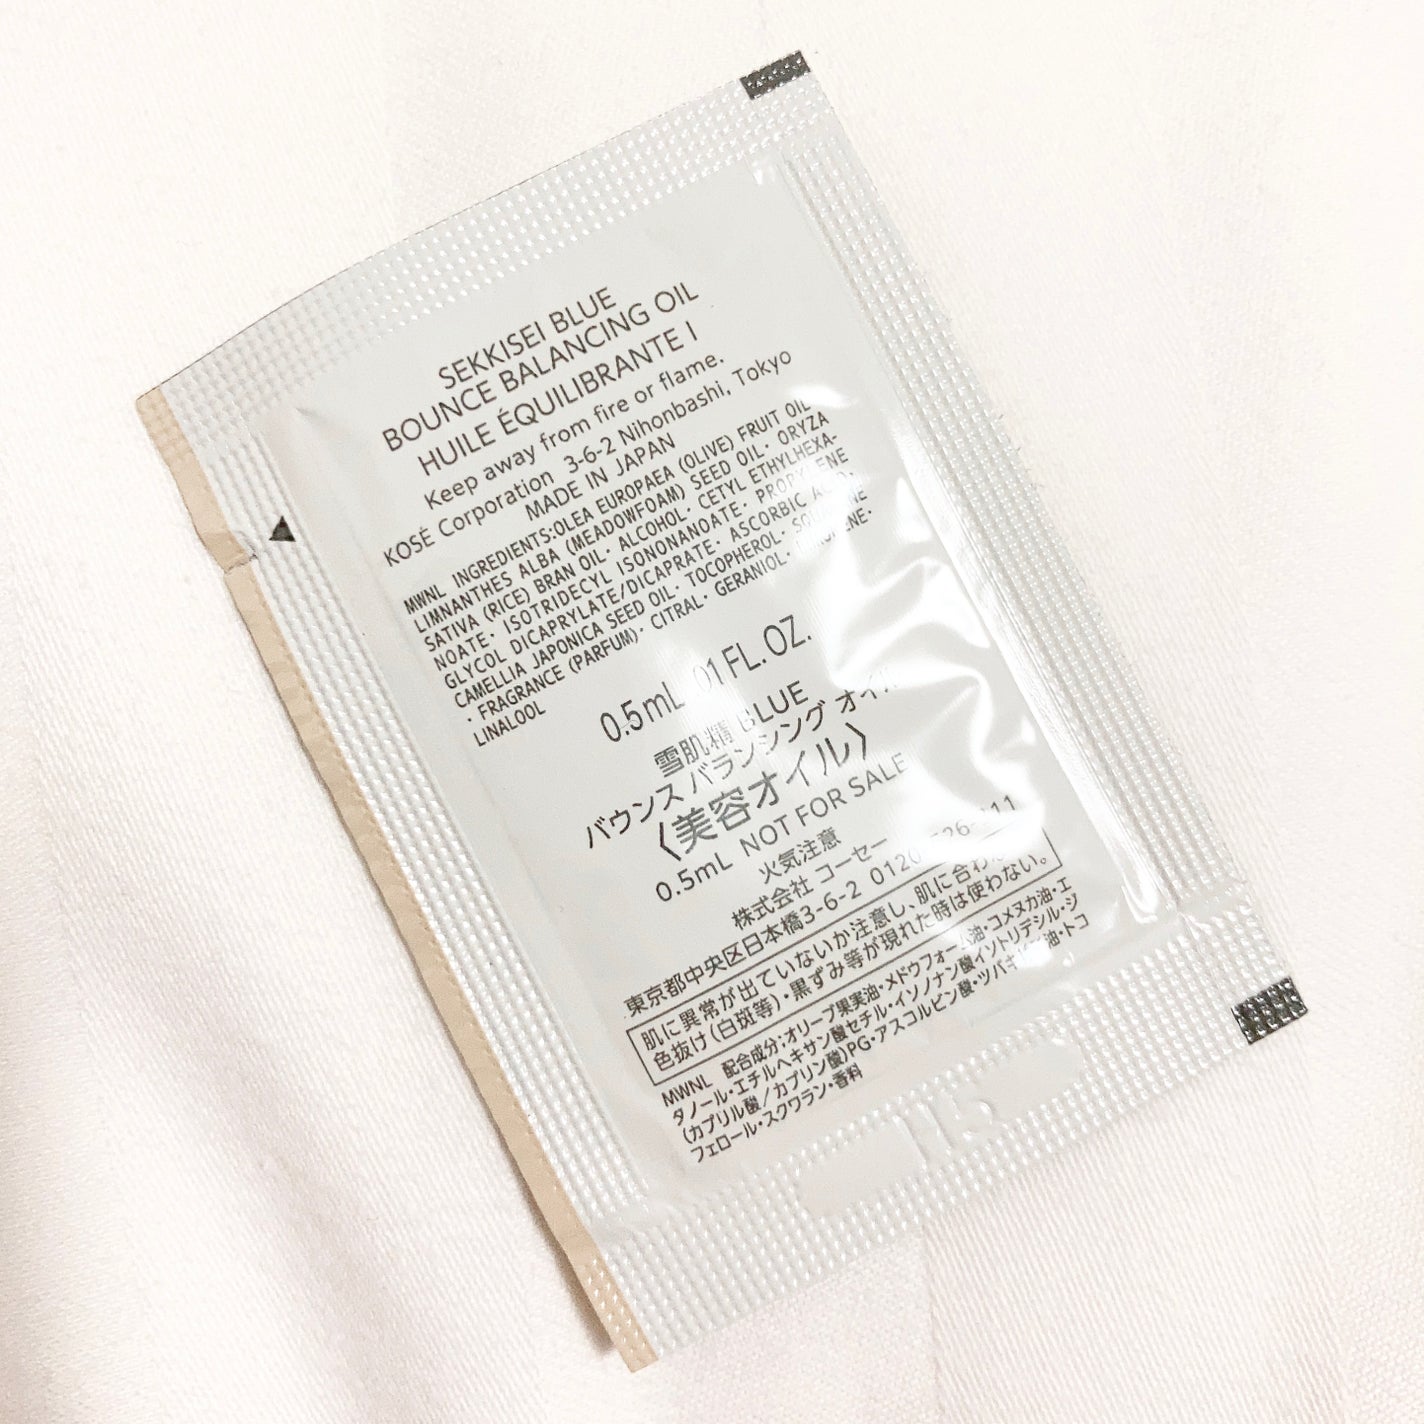 SEKKISEI BLUE
BOUNCE BALANCING OIL
HUILE ÉQUILIBRANTE I
Keep away from fire or flame.
KOSÉ Corporation 3-6-2 Nihonbashi, Tokyo
MADE IN JAPAN
MWNL INGREDIENTS:OLEA EUROPAEA (OLIVE) FRUIT OIL·
LIMNANTHES ALBA (MEADOWFOAM) SEED OIL· ORYZA
SATIVA (RICE) BRAN OIL· ALCOHOL· CETYL ETHYLHEXA-
NOATE· ISOTRIDECYL ISONONANOATE· PROPYLENE
GLYCOL DICAPRYLATE/DICAPRATE· ASCORBIC ACID·
CAMELLIA JAPONICA SEED OIL· TOCOPHEROL· SQUALANE
· FRAGRANCE (PARFUM)· CITRAL· GERANIOL·
LINALOOL
0.5mL .01FL. OZ.
雪肌精 BLUE
バウンス バランシング オイル
〈美容オイル〉
0.5mL NOT FOR SALE
火気注意
株式会社 コーセー
東京都中央区日本橋3-6-2 0120
肌に異常が出ていないか注意し、肌に合わ
色抜け(白斑等)・黒ずみ等が現れた時は使わない。
MWNL 配合成分;オリーブ果実油・メドウフォーム油・コメヌカ油・エ
タノール・エチルヘキサン酸セチル・イソノナン酸イソトリデシル・ジ
(カプリル酸/カプリン酸)PG・アスコルビン酸・ツバキ油・トコ
フェロール・スクワラン・香料